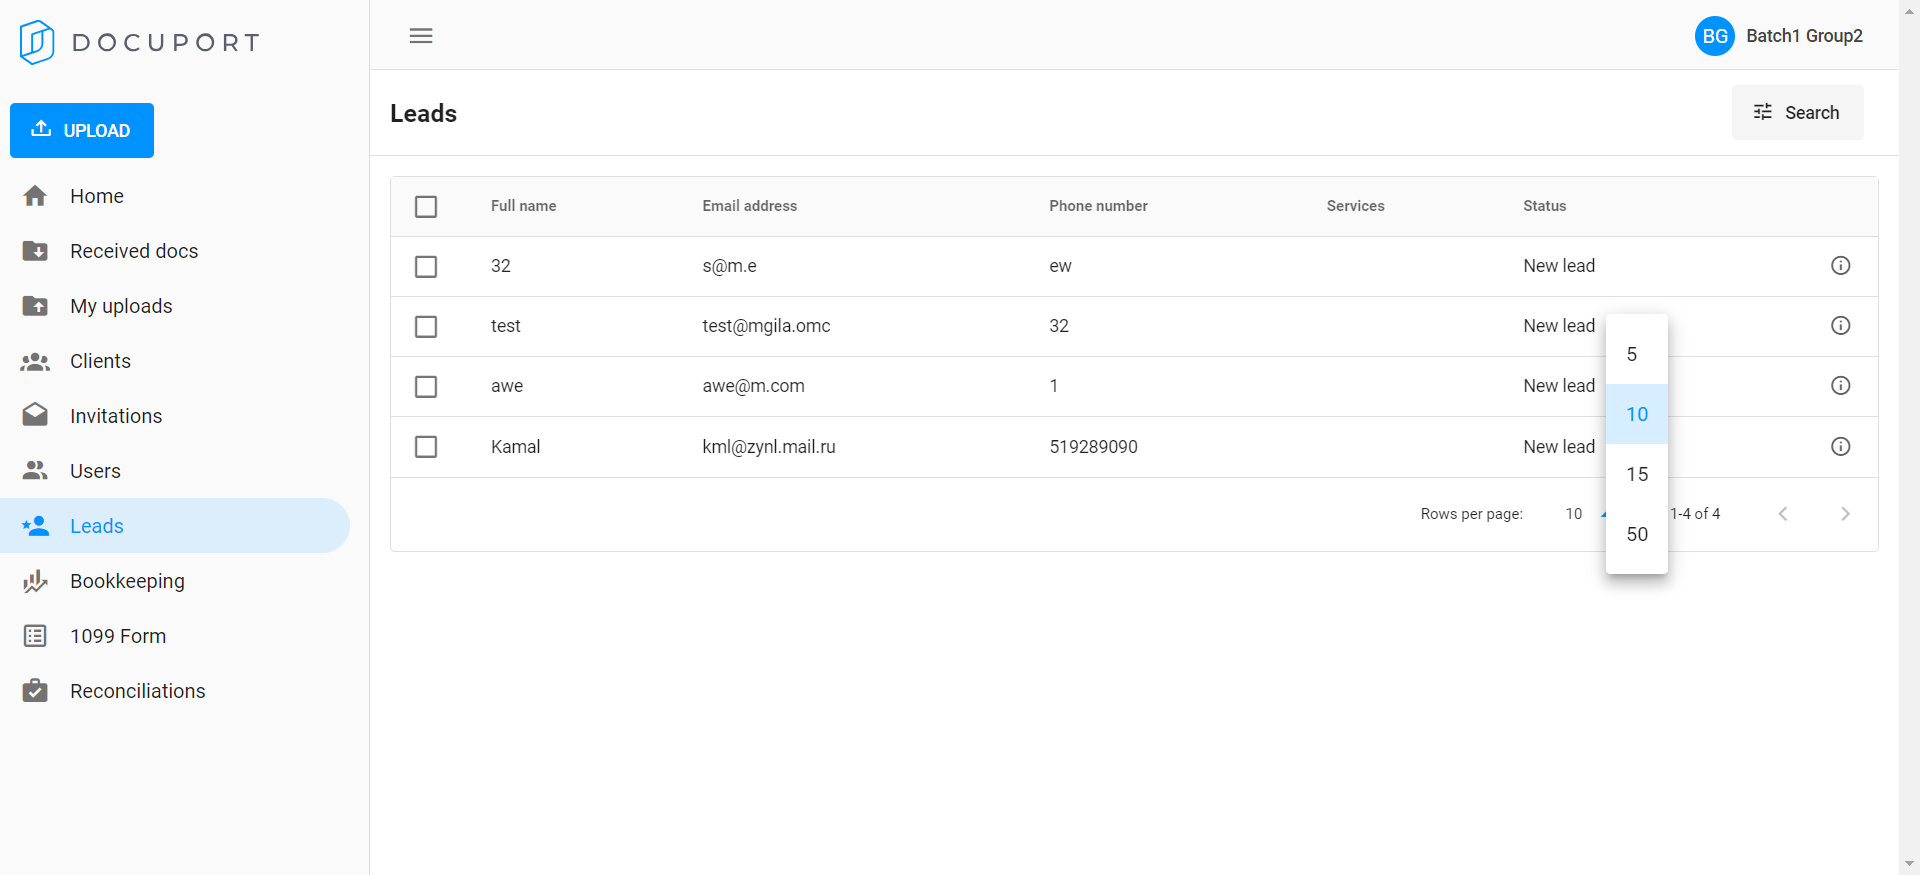 DOCUPORT
BG Batch1 Group2
UPLOAD
Home
Received docs
My uploads
Clients
Invitations
Users
Leads
Bookkeeping
1099 Form
Reconciliations
Leads
Search
Full name Email address Phone number Services Status
32 s@m.e ew New lead
test test@mgila.omc 32 New lead
awe awe@m.com 1 New lead
Kamal kml@zynl.mail.ru 519289090 New lead
Rows per page: 10 1-4 of 4
5
10
15
50